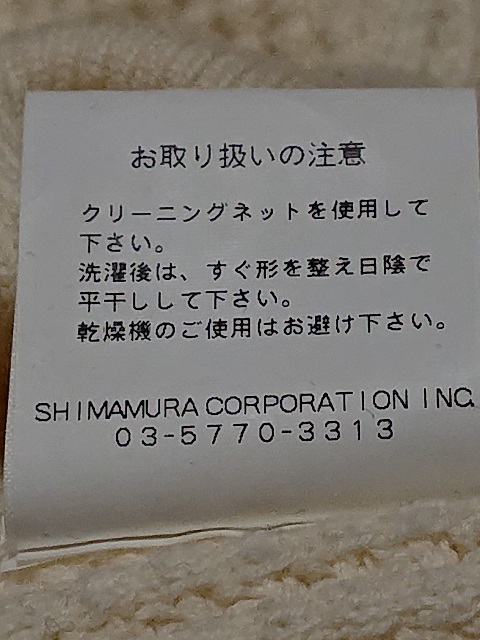 お取り扱いの注意
クリーニングネットを使用して
下さい。
洗濯後は、すぐ形を整え日陰で
平干しして下さい。
乾燥機のご使用はお避け下さい。
SHIMAMURA CORPORATION INC.
03-5770-3313